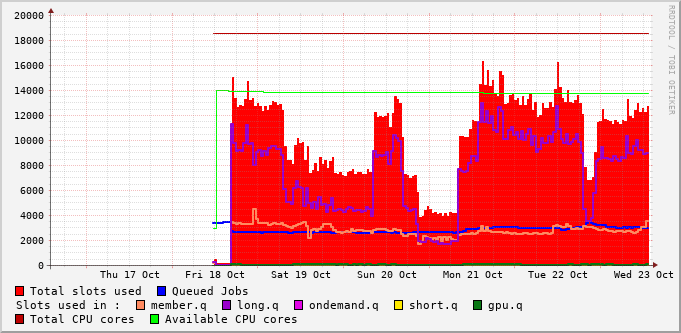 20000
18000
16000
14000
12000
10000
8000
6000
4000
2000
0
Thu 17 Oct Fri 18 Oct Sat 19 Oct Sun 20 Oct Mon 21 Oct Tue 22 Oct Wed 23 Oct
Total slots used Queued Jobs
Slots used in : member.q long.q ondemand.q short.q gpu.q
Total CPU cores Available CPU cores
RRDTOOL / TOBI OETIKER